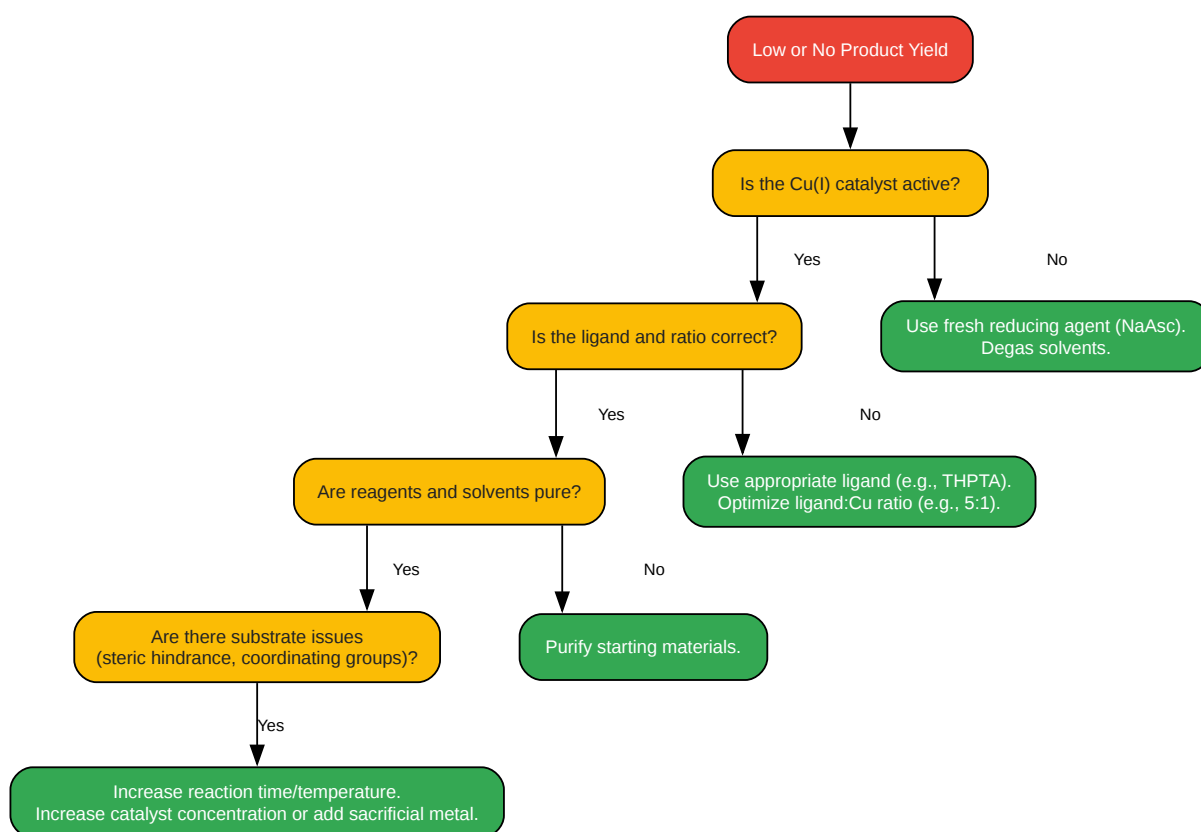 Low or No Product Yield
Is the Cu(I) catalyst active?
Yes
No
Is the ligand and ratio correct?
Use fresh reducing agent (NaAsc).
Degas solvents.
Yes
No
Are reagents and solvents pure?
Use appropriate ligand (e.g., THPTA).
Optimize ligand:Cu ratio (e.g., 5:1).
Yes
No
Are there substrate issues
(steric hindrance, coordinating groups)?
Purify starting materials.
Yes
Increase reaction time/temperature.
Increase catalyst concentration or add sacrificial metal.